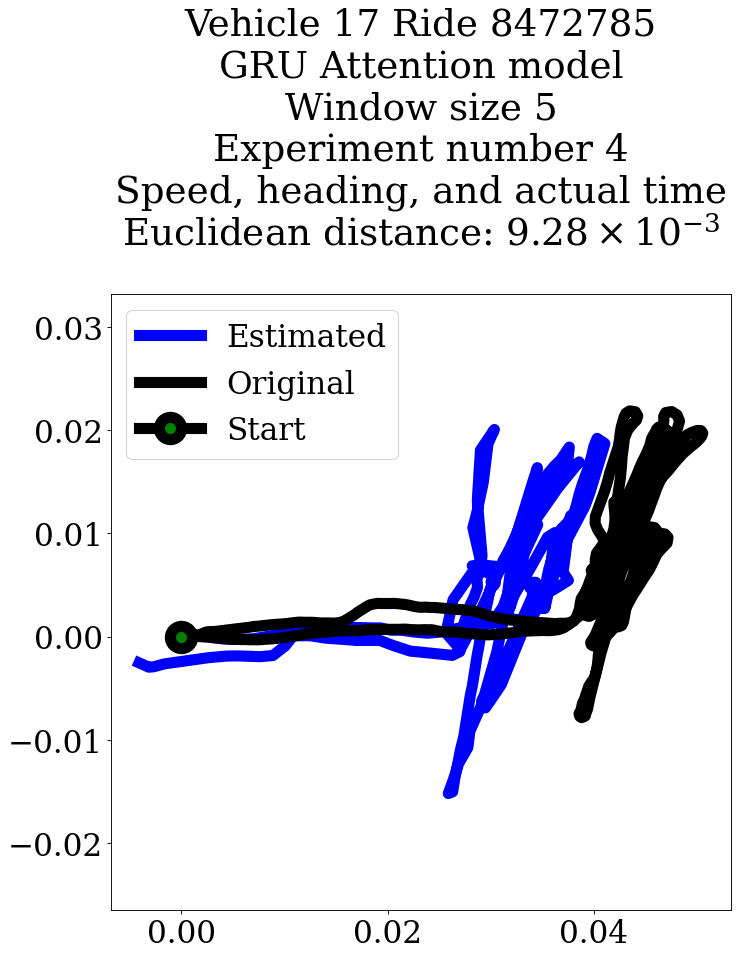 Vehicle 17 Ride 8472785
GRU Attention model
Window size 5
Experiment number 4
Speed, heading, and actual time
Euclidean distance: 9.28 × 10⁻³
Estimated
Original
Start
0.03
0.02
0.01
0.00
−0.01
−0.02
0.00 0.02 0.04